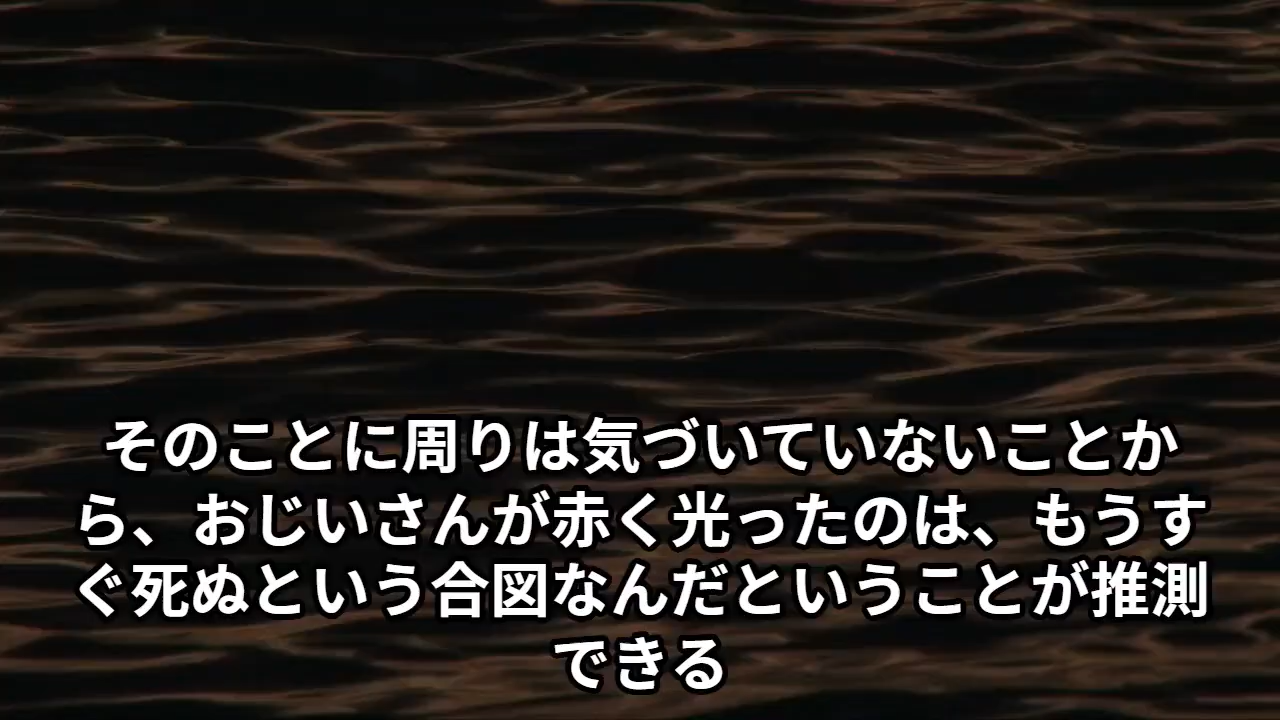 そのことに周りは気づいていないことか
ら、おじいさんが赤く光ったのは、もうす
ぐ死ぬという合図なんだということが推測
できる